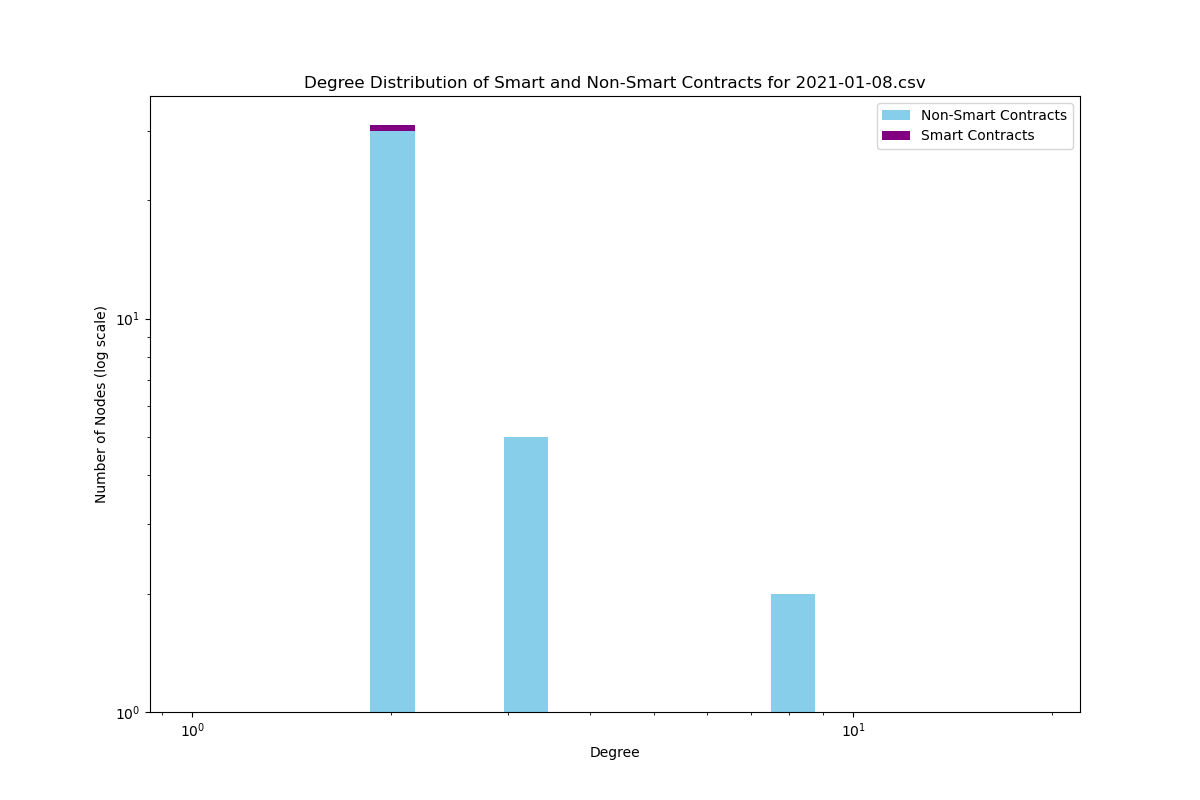 Degree Distribution of Smart and Non-Smart Contracts for 2021-01-08.csv
Non-Smart Contracts
Smart Contracts
Number of Nodes (log scale)
10¹
10⁰
10⁰
10¹
Degree